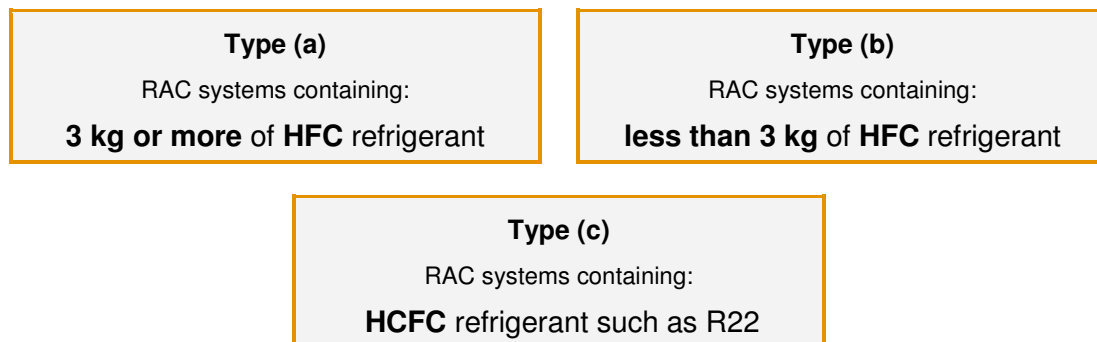 Type (a)
RAC systems containing:
3 kg or more of HFC refrigerant
Type (b)
RAC systems containing:
less than 3 kg of HFC refrigerant
Type (c)
RAC systems containing:
HCFC refrigerant such as R22